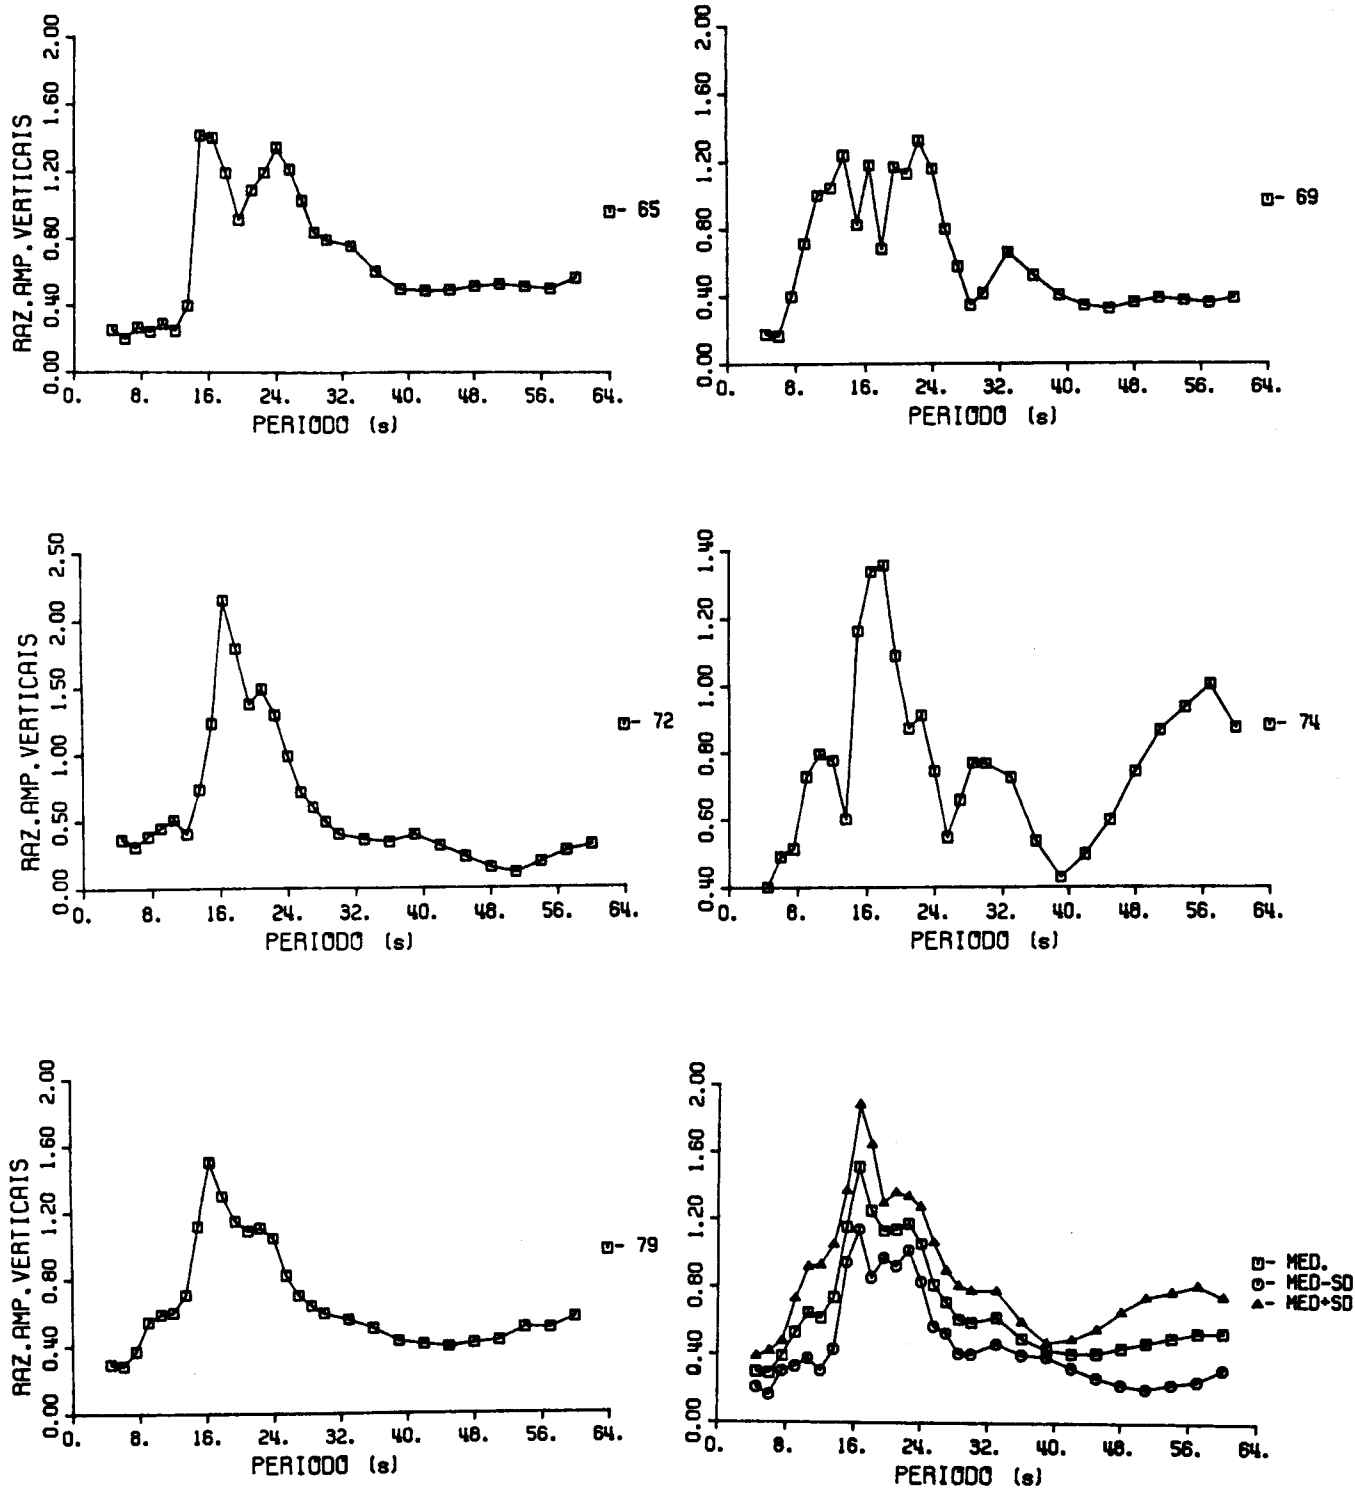 RAZ.AMP.VERTICAIS
2.00
1.60
1.20
0.80
0.40
0.00
0. 8. 16. 24. 32. 40. 48. 56. 64.
PERIODO (s)
65
2.00
1.60
1.20
0.80
0.40
0.00
0. 8. 16. 24. 32. 40. 48. 56. 64.
PERIODO (s)
69
RAZ.AMP.VERTICAIS
2.50
2.00
1.50
1.00
0.50
0.00
0. 8. 16. 24. 32. 40. 48. 56. 64.
PERIODO (s)
72
1.40
1.20
1.00
0.80
0.60
0.40
0. 8. 16. 24. 32. 40. 48. 56. 64.
PERIODO (s)
74
RAZ.AMP.VERTICAIS
2.00
1.60
1.20
0.80
0.40
0.00
0. 8. 16. 24. 32. 40. 48. 56. 64.
PERIODO (s)
79
2.00
1.60
1.20
0.80
0.40
0.00
0. 8. 16. 24. 32. 40. 48. 56. 64.
PERIODO (s)
MED.
MED-SD
MED+SD